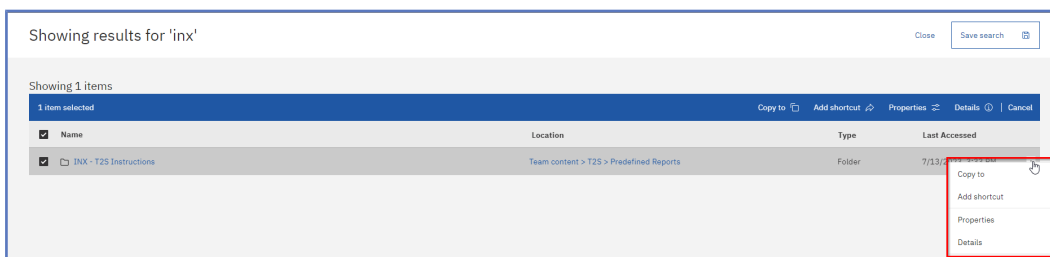 Showing results for 'inx'
Close Save search
Showing 1 items
1 item selected Copy to Add shortcut Properties Details | Cancel
Name Location Type Last Accessed
INX - T2S Instructions Team content > T2S > Predefined Reports Folder
Copy to
Add shortcut
Properties
Details